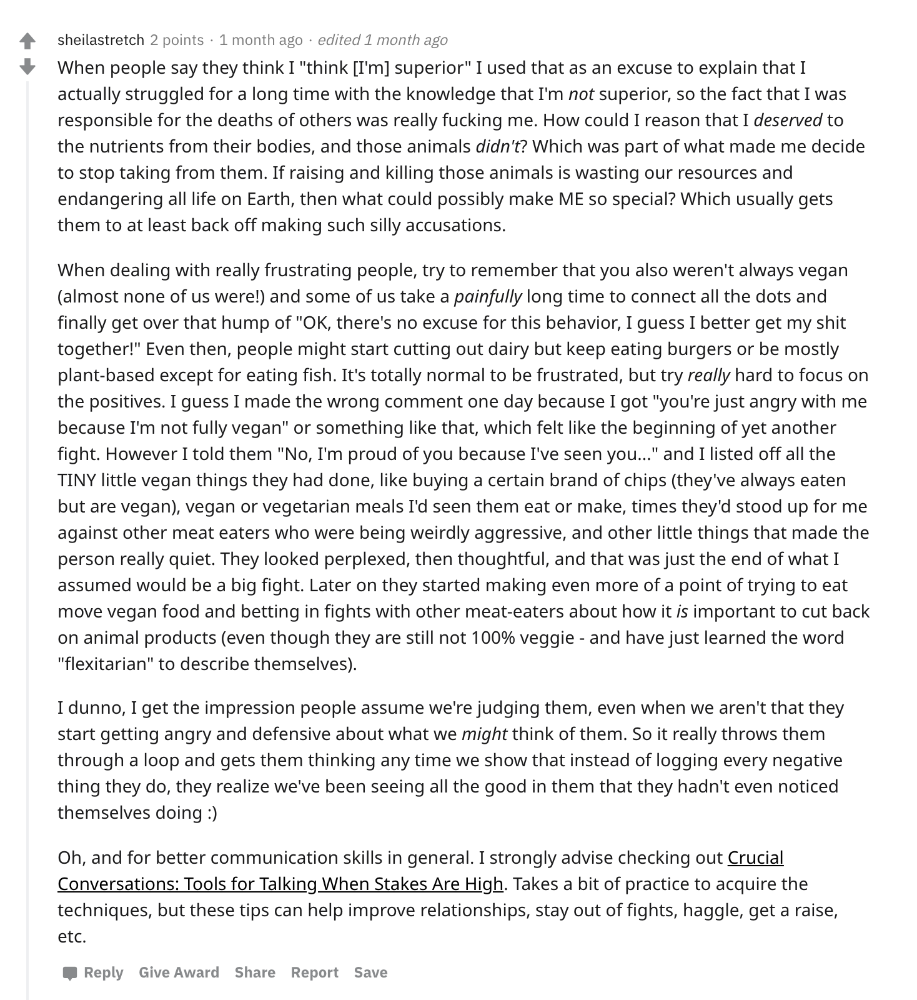 sheilastretch 2 points · 1 month ago · edited 1 month ago
When people say they think I "think [I'm] superior" I used that as an excuse to explain that I
actually struggled for a long time with the knowledge that I'm not superior, so the fact that I was
responsible for the deaths of others was really fucking me. How could I reason that I deserved to
the nutrients from their bodies, and those animals didn't? Which was part of what made me decide
to stop taking from them. If raising and killing those animals is wasting our resources and
endangering all life on Earth, then what could possibly make ME so special? Which usually gets
them to at least back off making such silly accusations.
When dealing with really frustrating people, try to remember that you also weren't always vegan
(almost none of us were!) and some of us take a painfully long time to connect all the dots and
finally get over that hump of "OK, there's no excuse for this behavior, I guess I better get my shit
together!" Even then, people might start cutting out dairy but keep eating burgers or be mostly
plant-based except for eating fish. It's totally normal to be frustrated, but try really hard to focus on
the positives. I guess I made the wrong comment one day because I got "you're just angry with me
because I'm not fully vegan" or something like that, which felt like the beginning of yet another
fight. However I told them "No, I'm proud of you because I've seen you..." and I listed off all the
TINY little vegan things they had done, like buying a certain brand of chips (they've always eaten
but are vegan), vegan or vegetarian meals I'd seen them eat or make, times they'd stood up for me
against other meat eaters who were being weirdly aggressive, and other little things that made the
person really quiet. They looked perplexed, then thoughtful, and that was just the end of what I
assumed would be a big fight. Later on they started making even more of a point of trying to eat
move vegan food and betting in fights with other meat-eaters about how it is important to cut back
on animal products (even though they are still not 100% veggie - and have just learned the word
"flexitarian" to describe themselves).
I dunno, I get the impression people assume we're judging them, even when we aren't that they
start getting angry and defensive about what we might think of them. So it really throws them
through a loop and gets them thinking any time we show that instead of logging every negative
thing they do, they realize we've been seeing all the good in them that they hadn't even noticed
themselves doing :)
Oh, and for better communication skills in general. I strongly advise checking out Crucial
Conversations: Tools for Talking When Stakes Are High. Takes a bit of practice to acquire the
techniques, but these tips can help improve relationships, stay out of fights, haggle, get a raise,
etc.
Reply Give Award Share Report Save